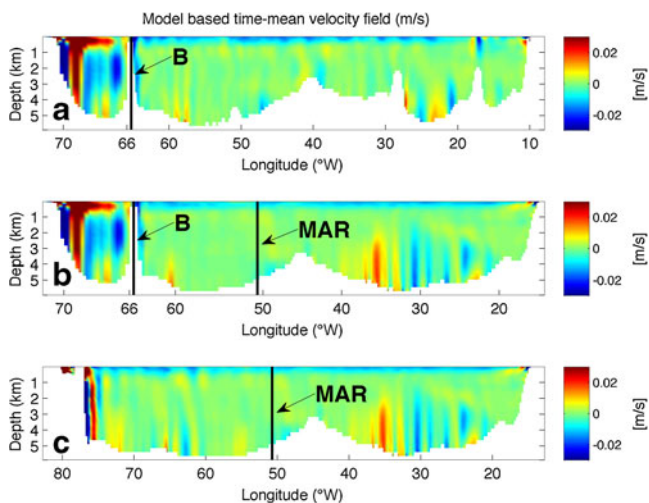 Model based time-mean velocity field (m/s)
Depth (km)
1
2
3
4
5
a
B
70 66 60 50 40 30 20 10
Longitude (°W)
0.02
0
-0.02
[m/s]
Depth (km)
1
2
3
4
5
b
B
MAR
70 66 60 50 40 30 20
Longitude (°W)
0.02
0
-0.02
[m/s]
Depth (km)
1
2
3
4
5
c
MAR
80 70 60 50 40 30 20
Longitude (°W)
0.02
0
-0.02
[m/s]